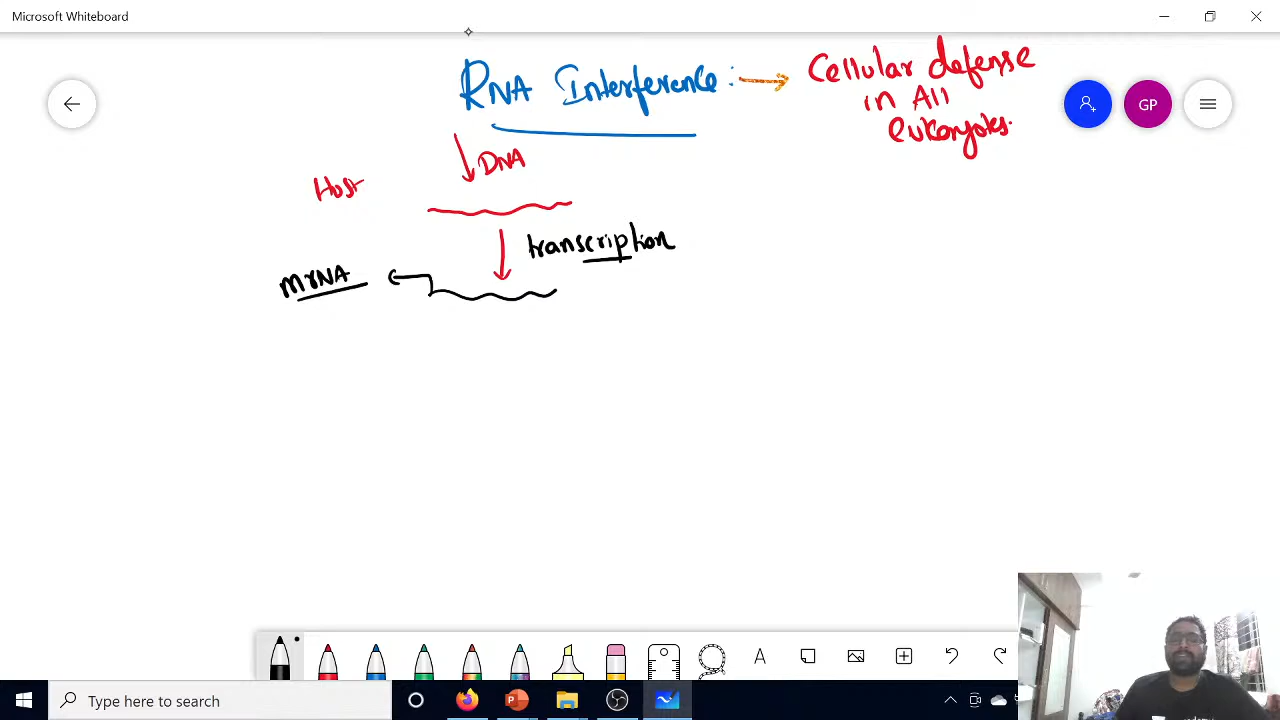 Microsoft Whiteboard
RNA Interference :
Cellular defense
in All
eukaryotes.
GP
DNA
Host
transcription
mRNA
A
Type here to search